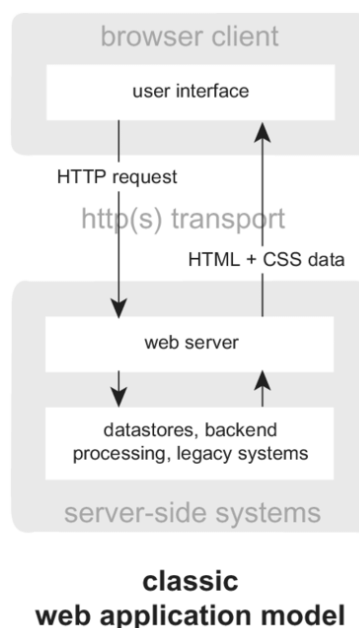 browser client
user interface
HTTP request
http(s) transport
HTML + CSS data
web server
datastores, backend
processing, legacy systems
server-side systems
classic
web application model